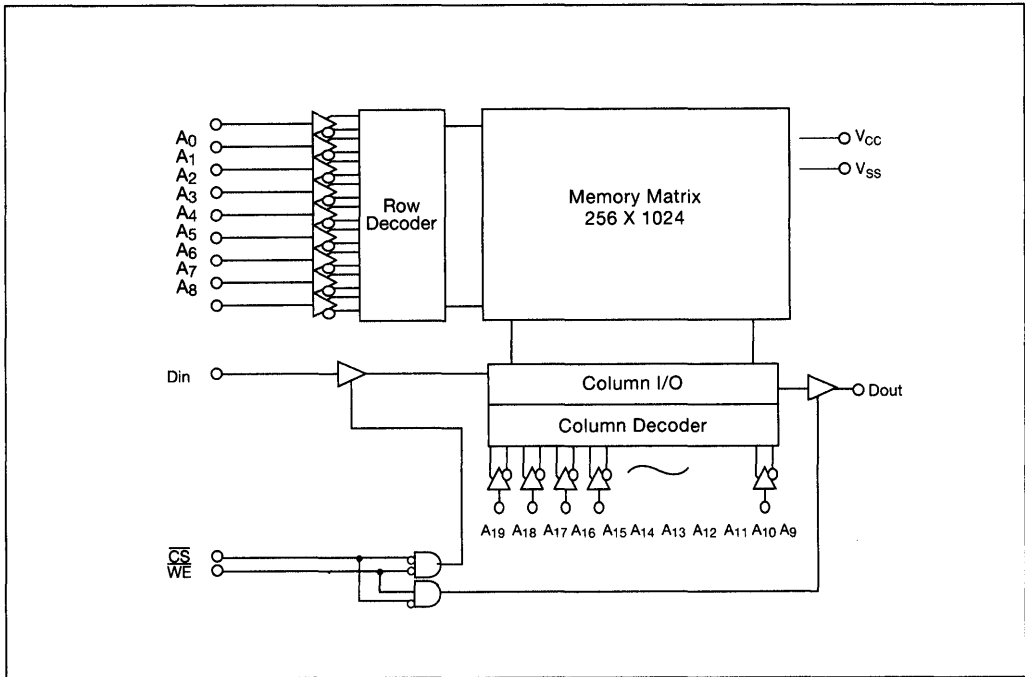 A0
A1
A2
A3
A4
A5
A6
A7
A8
Row
Decoder
Memory Matrix
256 X 1024
VCC
VSS
Din
Column I/O
Column Decoder
Dout
A19 A18 A17 A16 A15 A14 A13 A12 A11 A10 A9
CS
WE